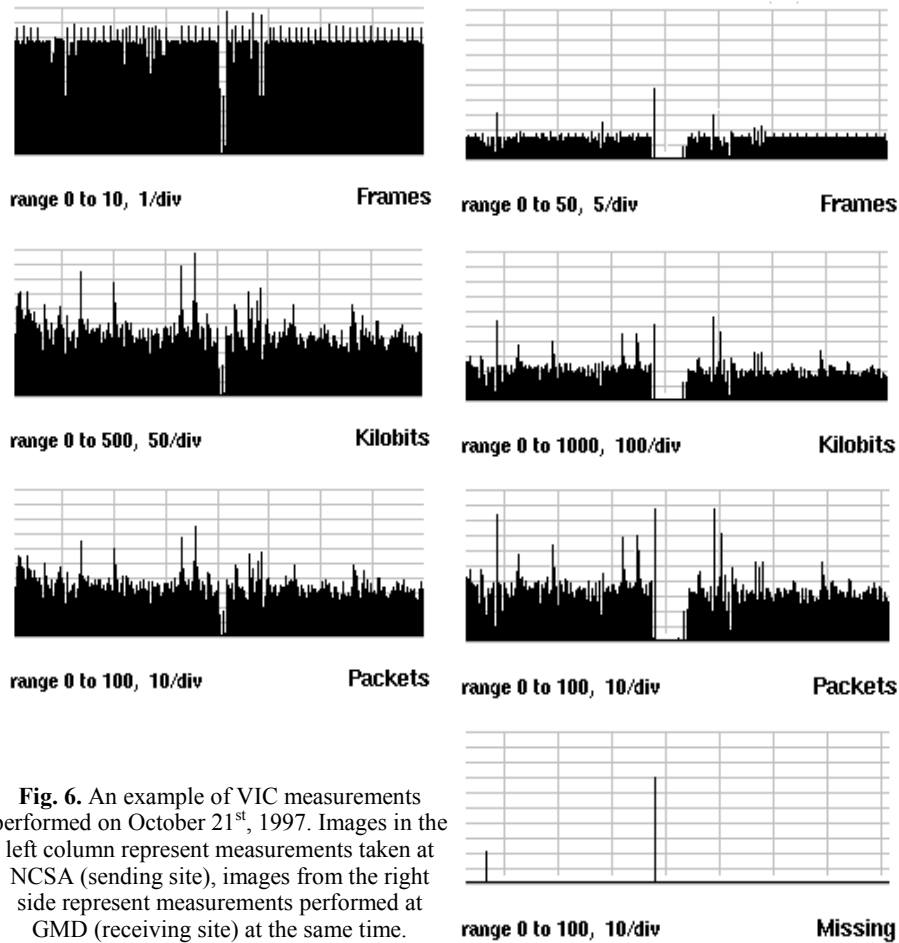 range 0 to 10, 1/div Frames
range 0 to 50, 5/div Frames
range 0 to 500, 50/div Kilobits
range 0 to 1000, 100/div Kilobits
range 0 to 100, 10/div Packets
range 0 to 100, 10/div Packets
Fig. 6. An example of VIC measurements
performed on October 21st, 1997. Images in the
left column represent measurements taken at
NCSA (sending site), images from the right
side represent measurements performed at
GMD (receiving site) at the same time.
range 0 to 100, 10/div Missing